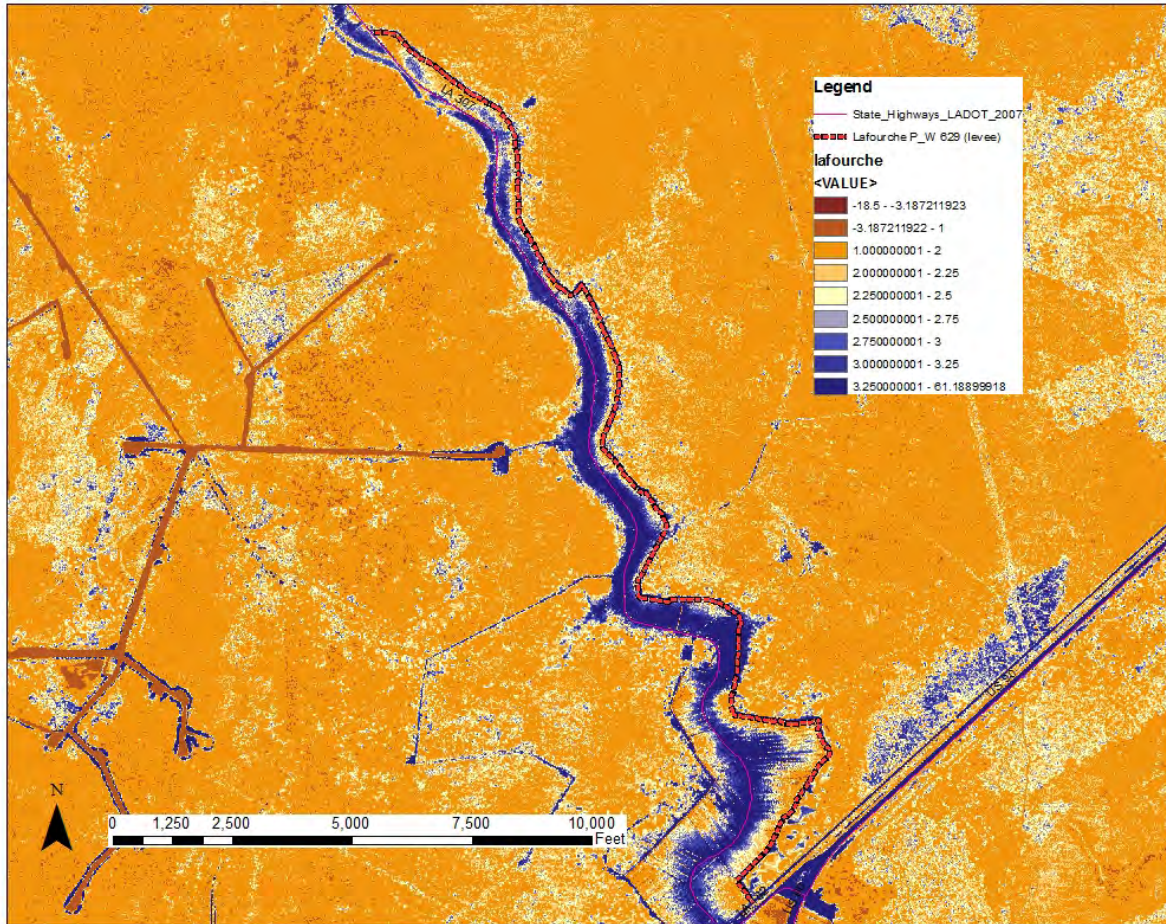 LA 307
Legend
State_Highways_LADOT_2007
Lafourche P_W 629 (levee)
lafourche
<VALUE>
-18.5 - -3.187211923
-3.187211922 - 1
1.000000001 - 2
2.000000001 - 2.25
2.250000001 - 2.5
2.500000001 - 2.75
2.750000001 - 3
3.000000001 - 3.25
3.250000001 - 61.18899918
US 90
N
0 1,250 2,500 5,000 7,500 10,000
Feet